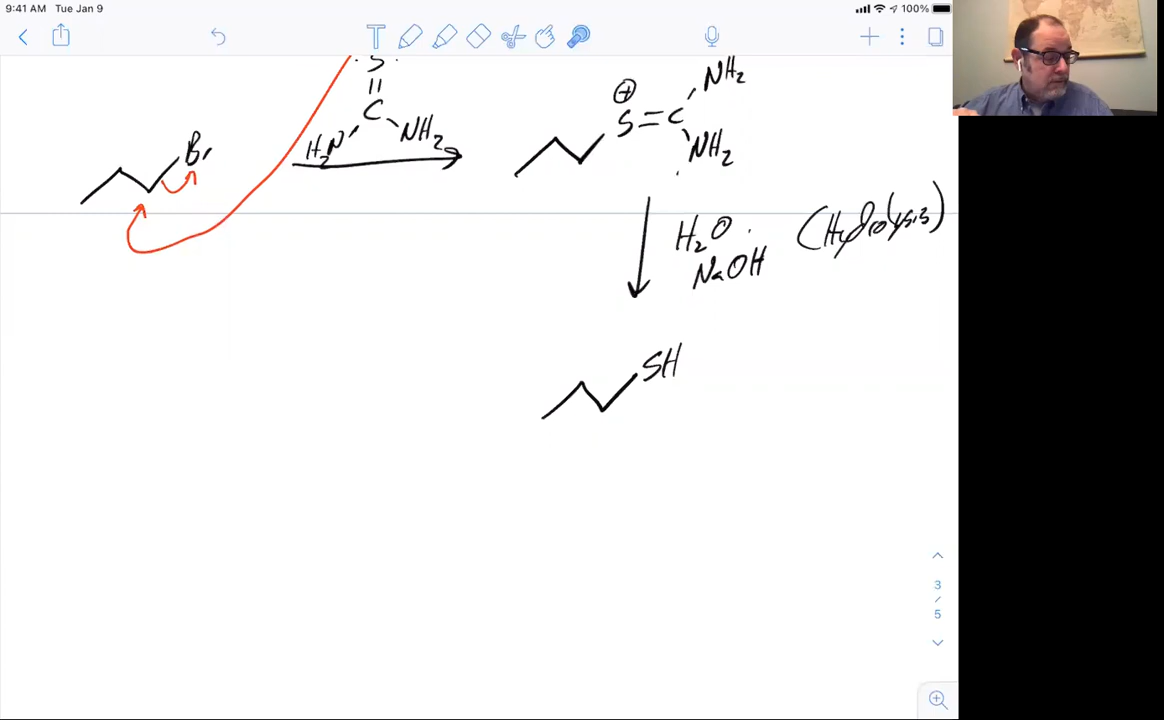 9:41 AM Tue Jan 9
100%
S
C
H₂N
NH₂
Br
⊕
S=C
NH₂
NH₂
H₂O
NaOH
(Hydrolysis)
SH
3
/
5